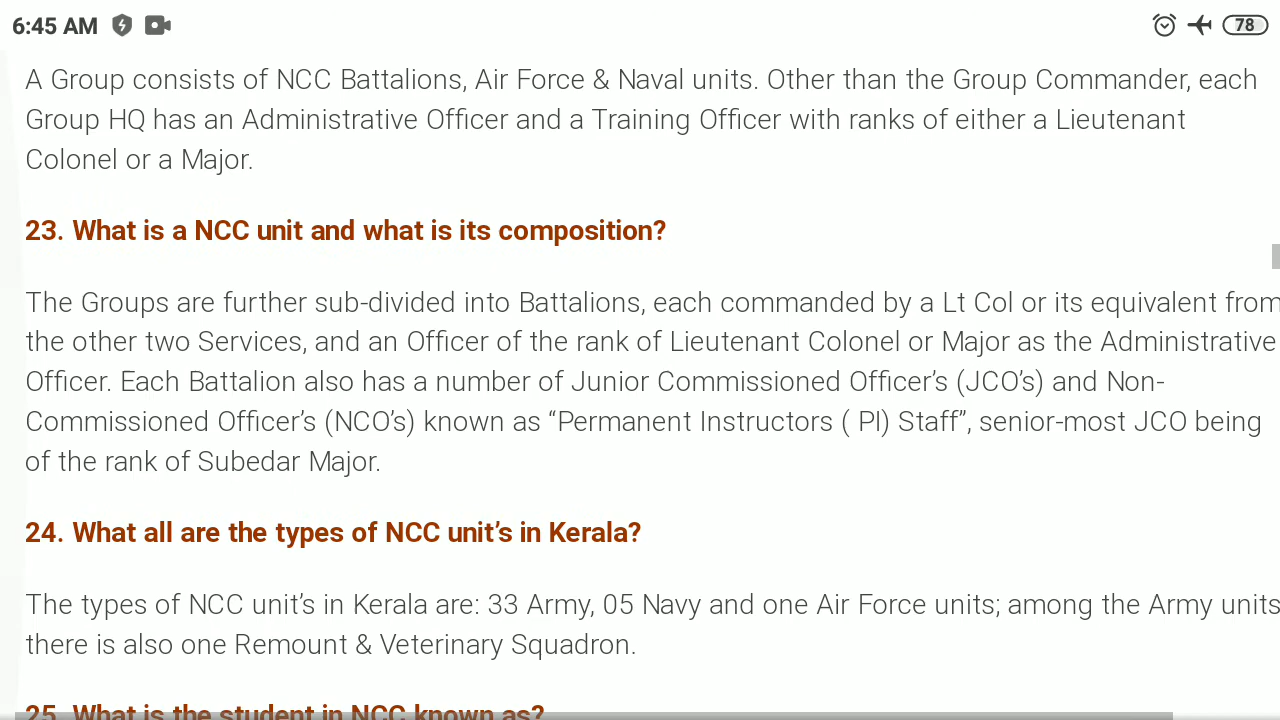 6:45 AM
78
A Group consists of NCC Battalions, Air Force & Naval units. Other than the Group Commander, each
Group HQ has an Administrative Officer and a Training Officer with ranks of either a Lieutenant
Colonel or a Major.
23. What is a NCC unit and what is its composition?
The Groups are further sub-divided into Battalions, each commanded by a Lt Col or its equivalent from
the other two Services, and an Officer of the rank of Lieutenant Colonel or Major as the Administrative
Officer. Each Battalion also has a number of Junior Commissioned Officer’s (JCO’s) and Non-
Commissioned Officer’s (NCO’s) known as “Permanent Instructors ( PI) Staff”, senior-most JCO being
of the rank of Subedar Major.
24. What all are the types of NCC unit’s in Kerala?
The types of NCC unit’s in Kerala are: 33 Army, 05 Navy and one Air Force units; among the Army units
there is also one Remount & Veterinary Squadron.
25. What is the student in NCC known as?